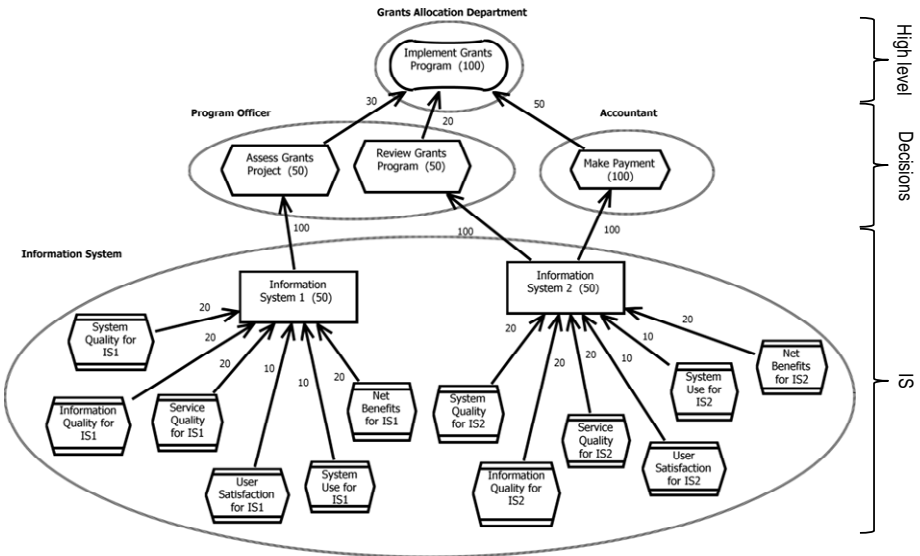 Grants Allocation Department
Implement Grants
Program (100)
High level
30
20
50
Program Officer
Accountant
Assess Grants
Project (50)
Review Grants
Program (50)
Make Payment
(100)
Decisions
100
100
100
Information System
Information
System 1 (50)
Information
System 2 (50)
20
20
20
10
10
20
20
20
20
10
10
20
System
Quality for
IS1
Information
Quality for
IS1
Service
Quality
for IS1
User
Satisfaction
for IS1
System
Use for
IS1
Net
Benefits
for IS1
System
Quality for
IS2
Information
Quality for
IS2
Service
Quality
for IS2
User
Satisfaction
for IS2
System
Use for
IS2
Net
Benefits
for IS2
IS